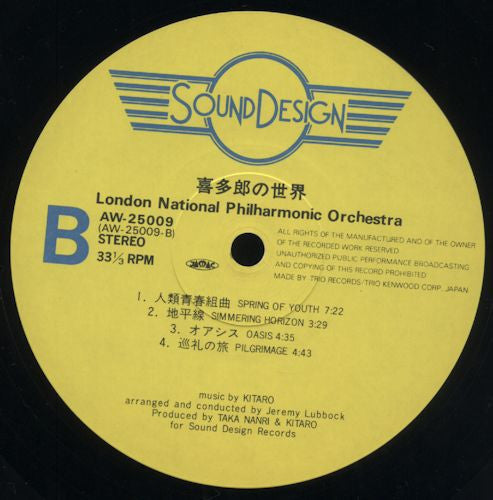 SOUND DESIGN
喜多郎の世界
London National Philharmonic Orchestra
B
AW-25009
(AW-25009-B)
STEREO
33 1/3 RPM
JASRAC
ALL RIGHTS OF THE MANUFACTURED AND OF THE OWNER
OF THE RECORDED WORK RESERVED
UNAUTHORIZED PUBLIC PERFORMANCE BROADCASTING
AND COPYING OF THIS RECORD PROHIBITED
MADE BY TRIO RECORDS/TRIO KENWOOD CORP. JAPAN
1. 人類青春組曲 SPRING OF YOUTH 7:22
2. 地平線 SIMMERING HORIZON 3:29
3. オアシス OASIS 4:35
4. 巡礼の旅 PILGRIMAGE 4:43
music by KITARO
arranged and conducted by Jeremy Lubbock
Produced by TAKA NANRI & KITARO
for Sound Design Records